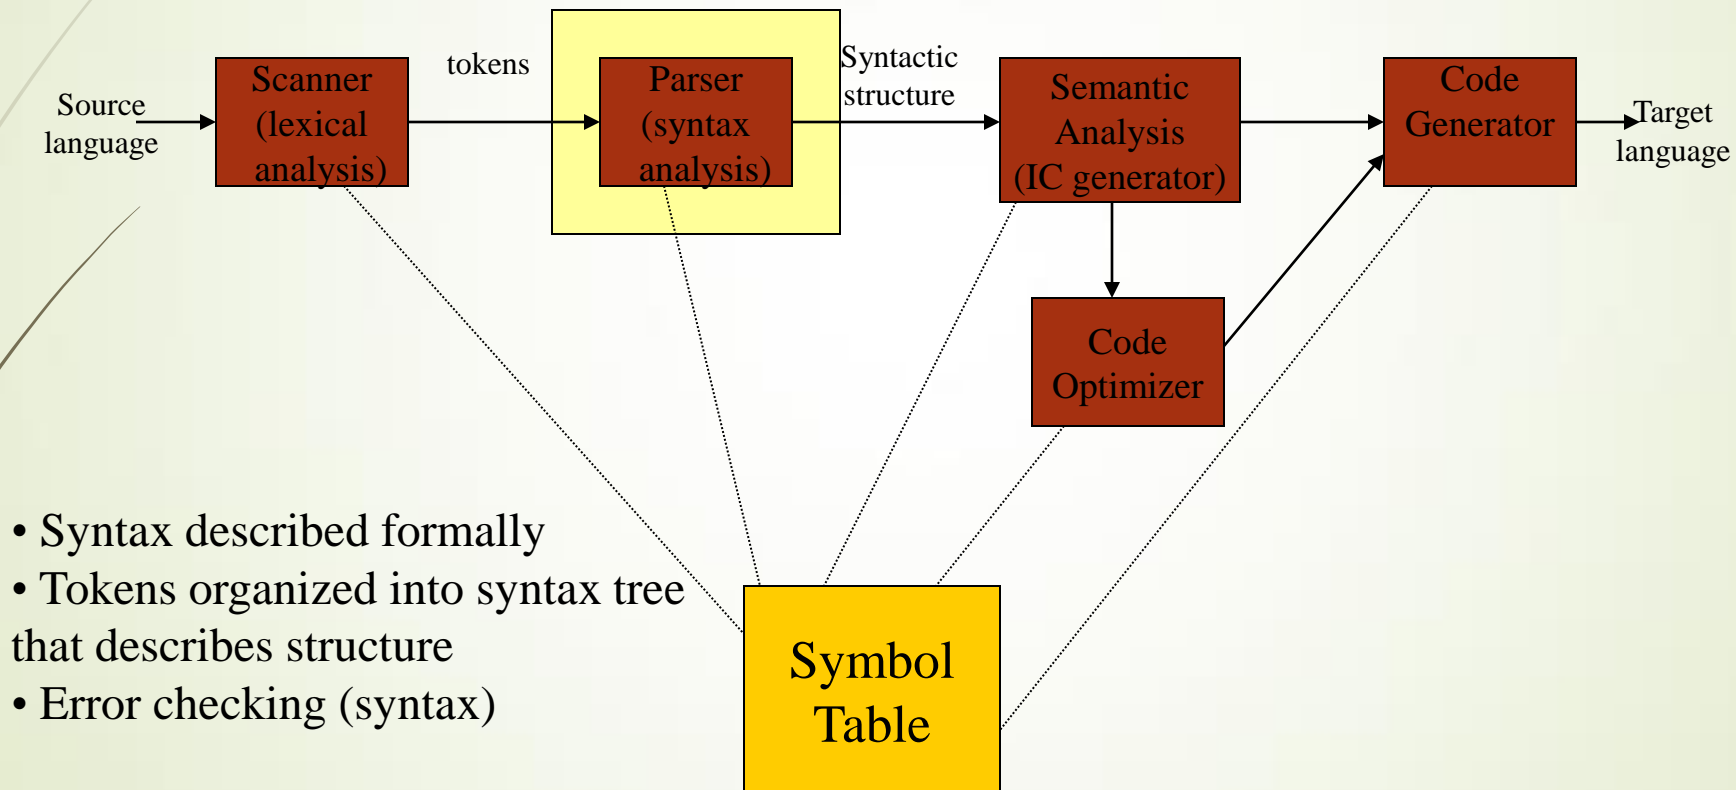 Source
language
Scanner
(lexical
analysis)
tokens
Parser
(syntax
analysis)
Syntactic
structure
Semantic
Analysis
(IC generator)
Code
Generator
Target
language
Code
Optimizer
• Syntax described formally
• Tokens organized into syntax tree
that describes structure
• Error checking (syntax)
Symbol
Table